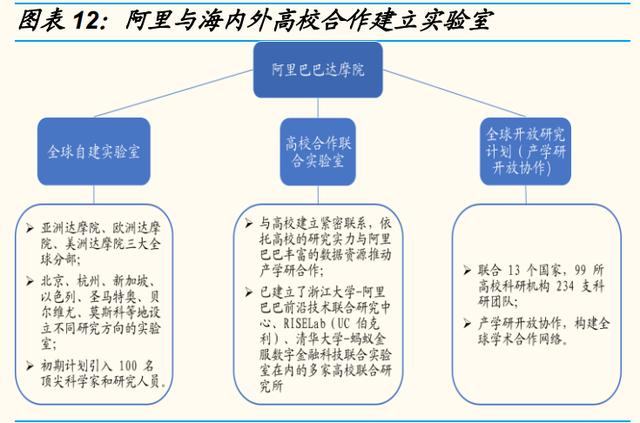 图表 12：阿里与海内外高校合作建立实验室
阿里巴巴达摩院
全球自建实验室
高校合作联
合实验室
全球开放研究
计划（产学研
开放协作）
➢ 亚洲达摩院、欧洲达摩
院、美洲达摩院三大全
球分部；
➢ 北京、杭州、新加坡、
以色列、圣马特奥、贝
尔维尤、莫斯科等地设
立不同研究方向的实验
室；
➢ 初期计划引入 100 名
顶尖科学家和研究人员。
➢ 与高校建立紧密联系，依
托高校的研究实力与阿里
巴巴丰富的数据资源推动
产学研合作；
➢ 已建立了浙江大学-阿里
巴巴前沿技术联合研究中
心、RISELab（UC 伯克
利）、清华大学-蚂蚁金
服数字金融科技联合实验
室在内的多家高校联合研
究所
➢ 联合 13 个国家，99 所
高校科研机构 234 支科
研团队；
➢ 产学研开放协作，构建全
球学术合作网络。